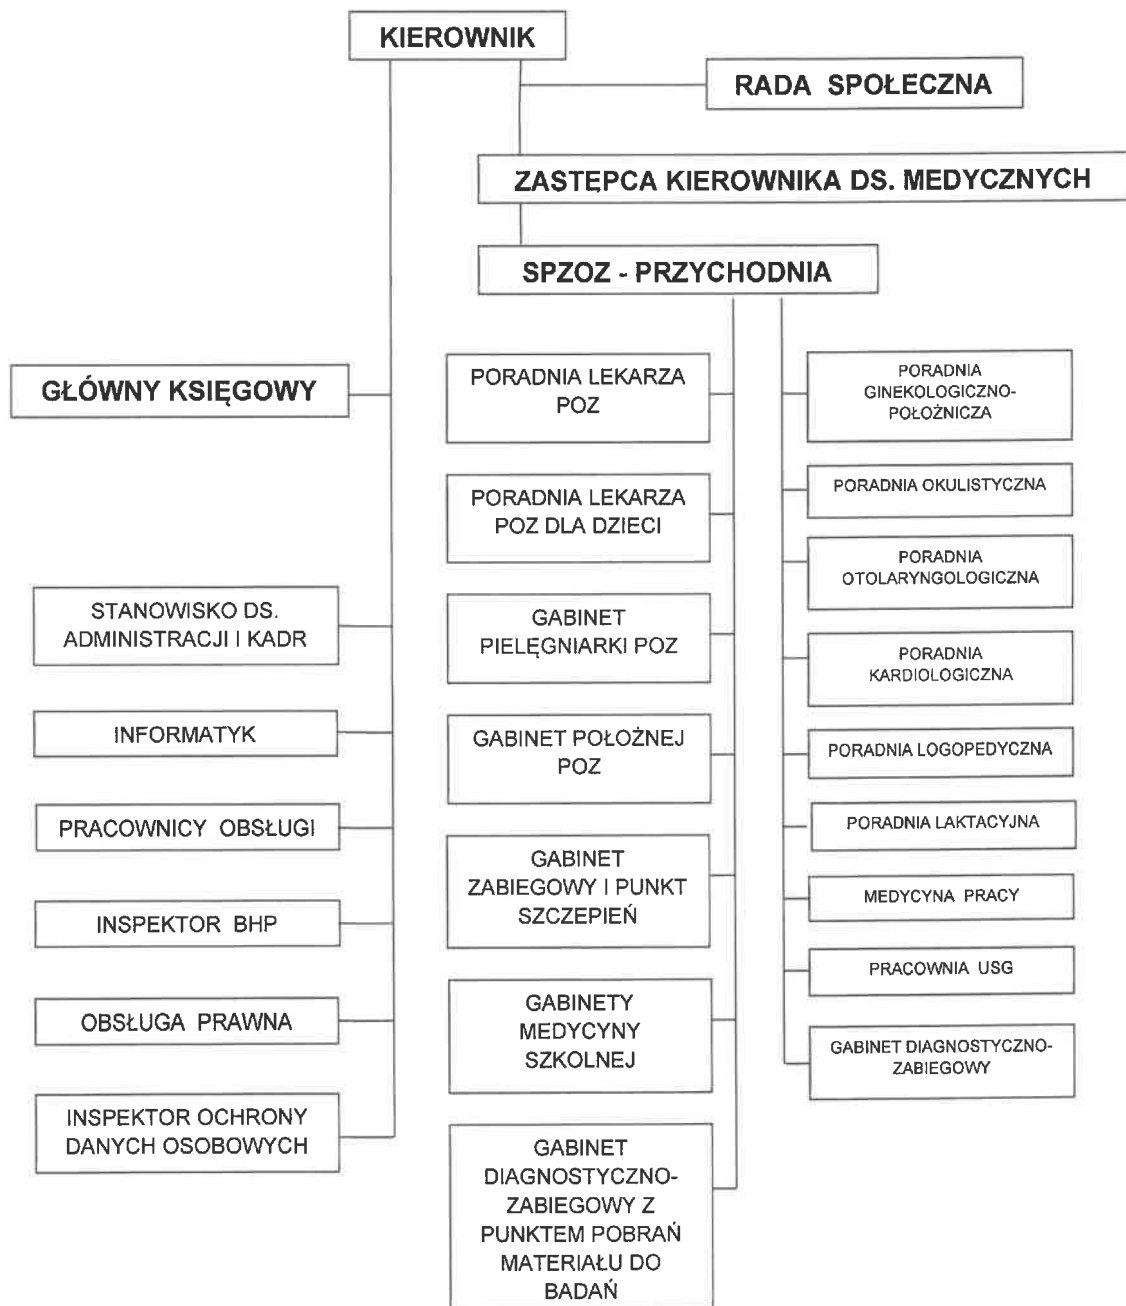 KIEROWNIK
RADA SPOŁECZNA
ZASTĘPCA KIEROWNIKA DS. MEDYCZNYCH
SPZOZ - PRZYCHODNIA
GŁÓWNY KSIĘGOWY
STANOWISKO DS.
ADMINISTRACJI I KADR
INFORMATYK
PRACOWNICY OBSŁUGI
INSPEKTOR BHP
OBSŁUGA PRAWNA
INSPEKTOR OCHRONY
DANYCH OSOBOWYCH
PORADNIA LEKARZA
POZ
PORADNIA LEKARZA
POZ DLA DZIECI
GABINET
PIELĘGNIARKI POZ
GABINET POŁOŻNEJ
POZ
GABINET
ZABIEGOWY I PUNKT
SZCZEPIEŃ
GABINETY
MEDYCYNY
SZKOLNEJ
GABINET
DIAGNOSTYCZNO-
ZABIEGOWY Z
PUNKTEM POBRAŃ
MATERIAŁU DO
BADAŃ
PORADNIA
GINEKOLOGICZNO-
POŁOŻNICZA
PORADNIA OKULISTYCZNA
PORADNIA
OTOLARYNGOLOGICZNA
PORADNIA
KARDIOLOGICZNA
PORADNIA LOGOPEDYCZNA
PORADNIA LAKTACYJNA
MEDYCYNA PRACY
PRACOWNIA USG
GABINET DIAGNOSTYCZNO-
ZABIEGOWY